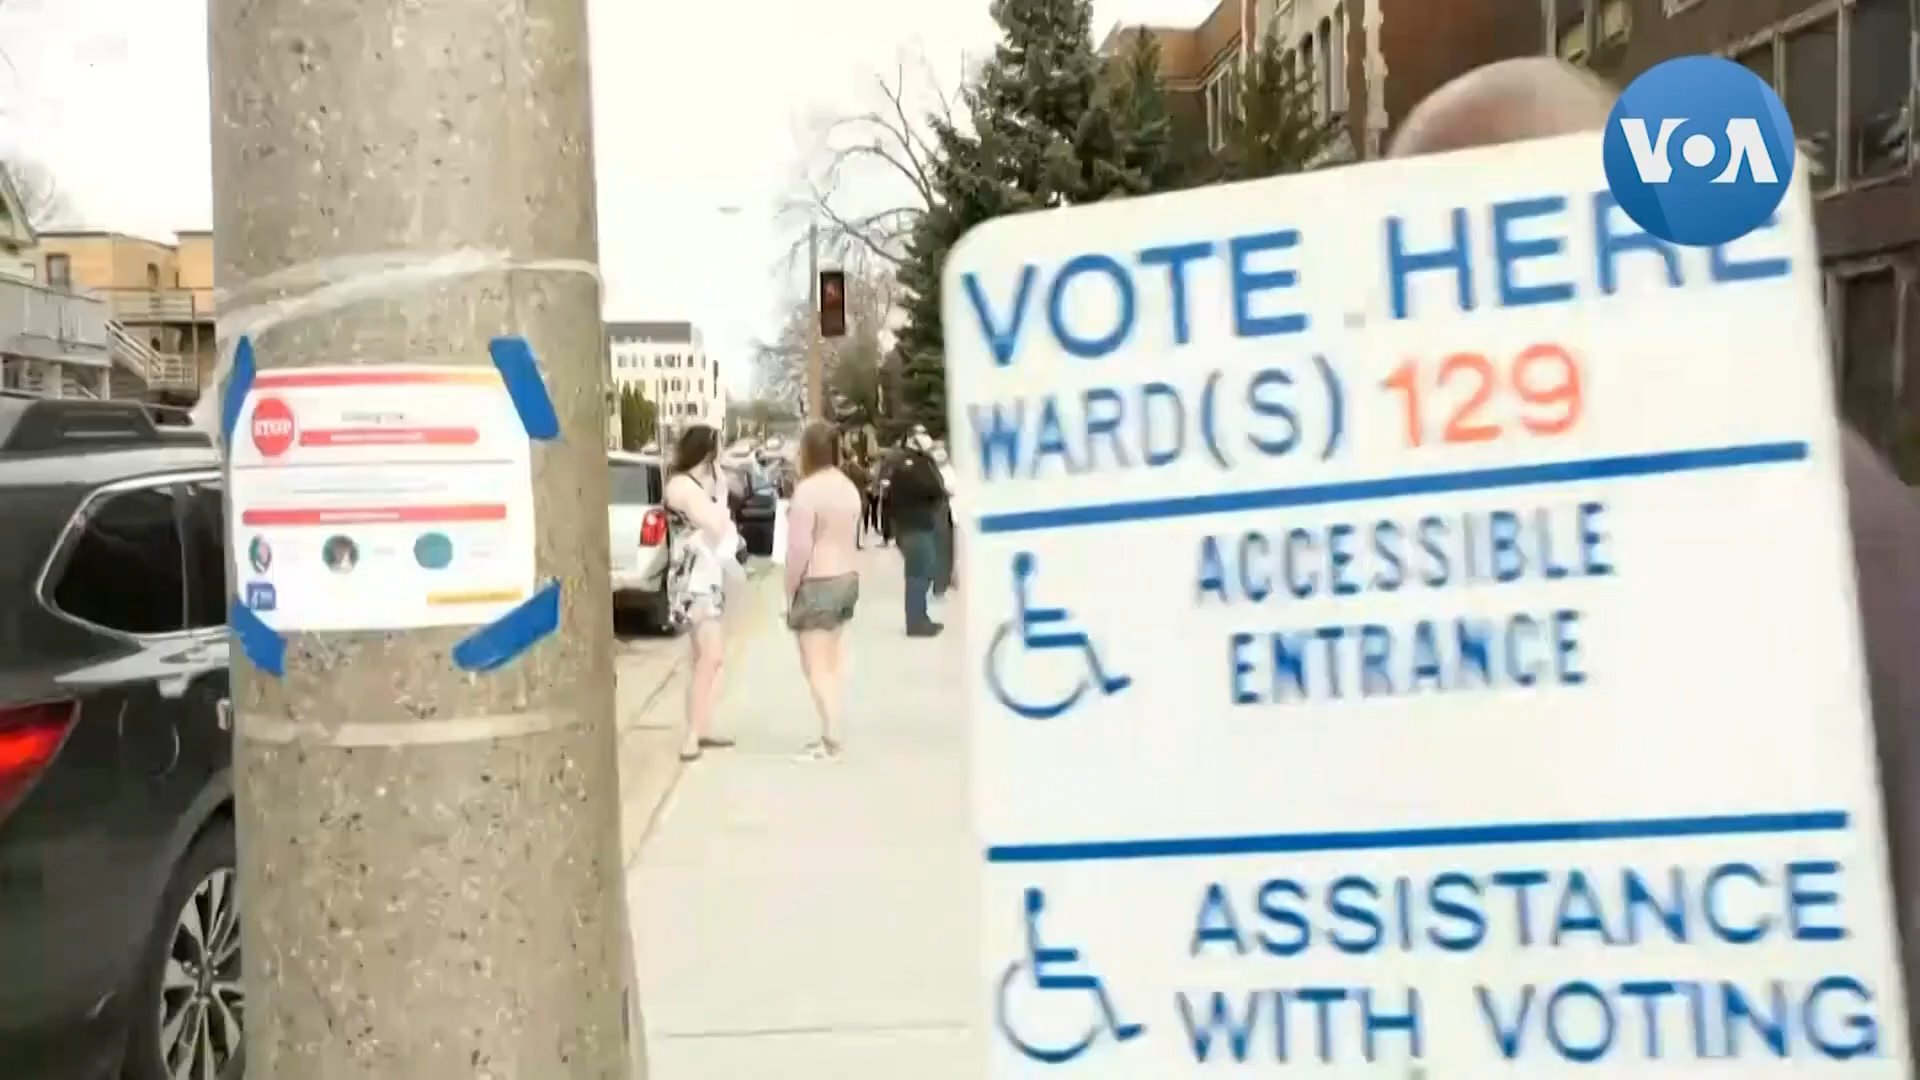 VOA
VOTE HERE
WARD(S) 129
ACCESSIBLE
ENTRANCE
ASSISTANCE
WITH VOTING
STOP